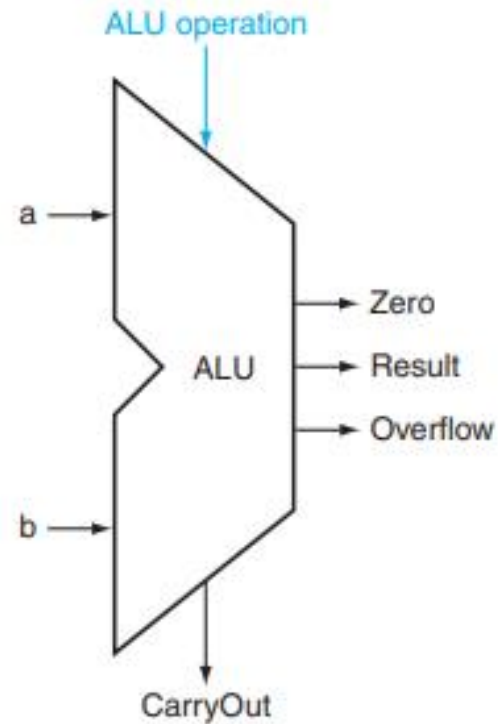 ALU operation
a
Zero
ALU
Result
Overflow
b
CarryOut